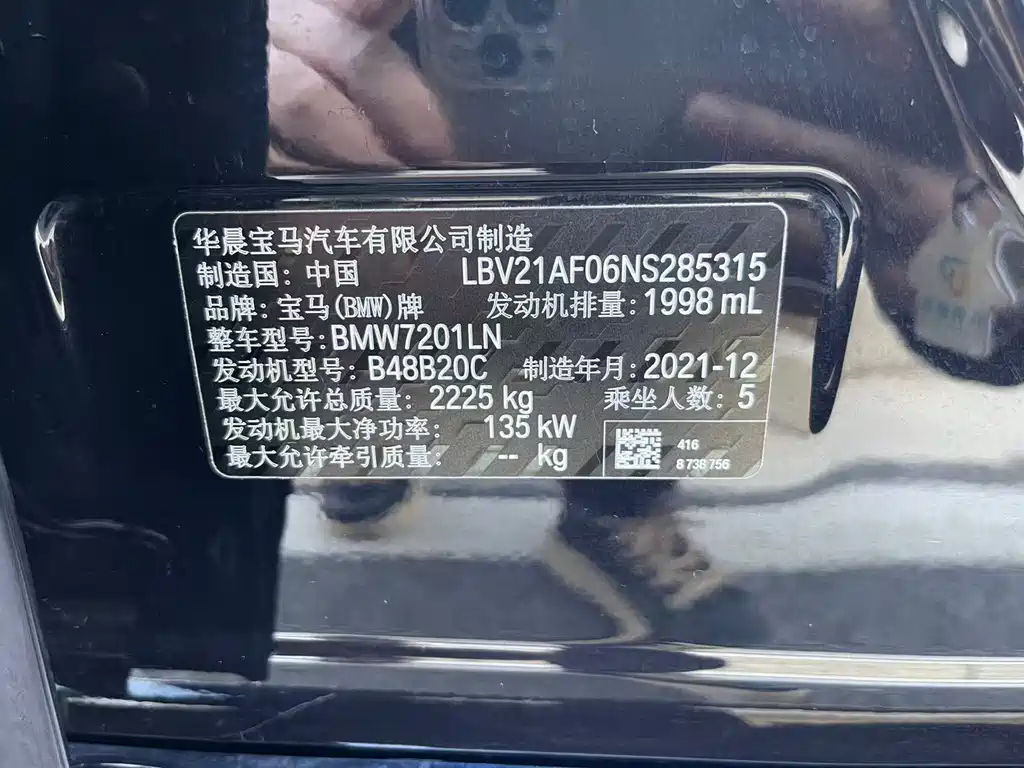 华晨宝马汽车有限公司制造
制造国: 中国 LBV21AF06NS285315
品牌: 宝马(BMW)牌 发动机排量: 1998 mL
整车型号: BMW7201LN
发动机型号: B48B20C 制造年月: 2021-12
最大允许总质量: 2225 kg 乘坐人数: 5
发动机最大净功率: 135 kW
最大允许牵引质量: -- kg
416
8 738 756